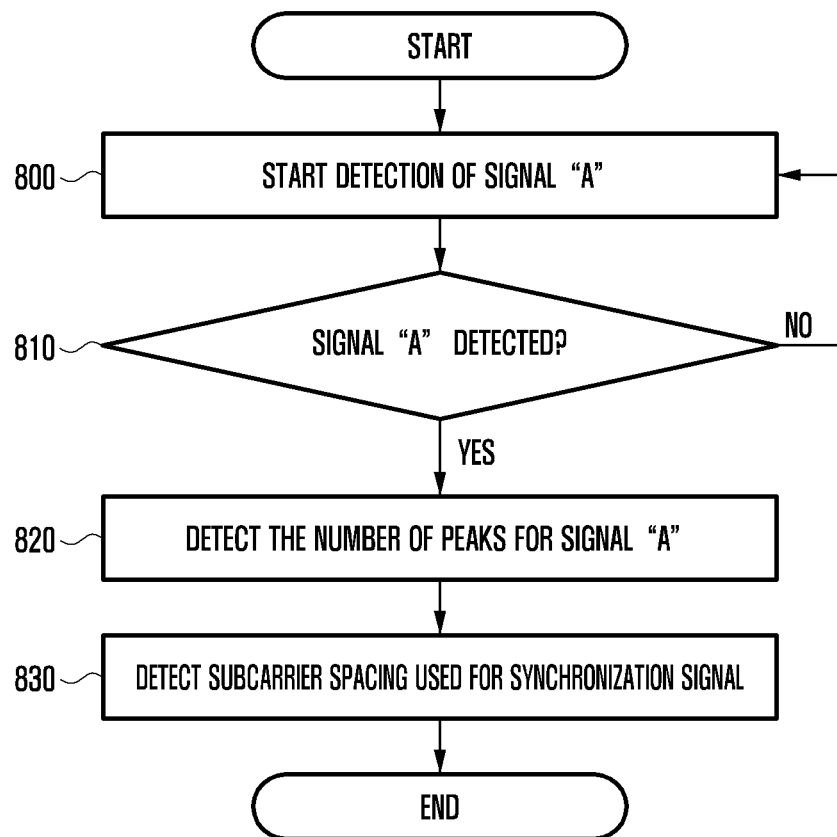 START
800
START DETECTION OF SIGNAL “A”
810
SIGNAL “A” DETECTED?
NO
YES
820
DETECT THE NUMBER OF PEAKS FOR SIGNAL “A”
830
DETECT SUBCARRIER SPACING USED FOR SYNCHRONIZATION SIGNAL
END